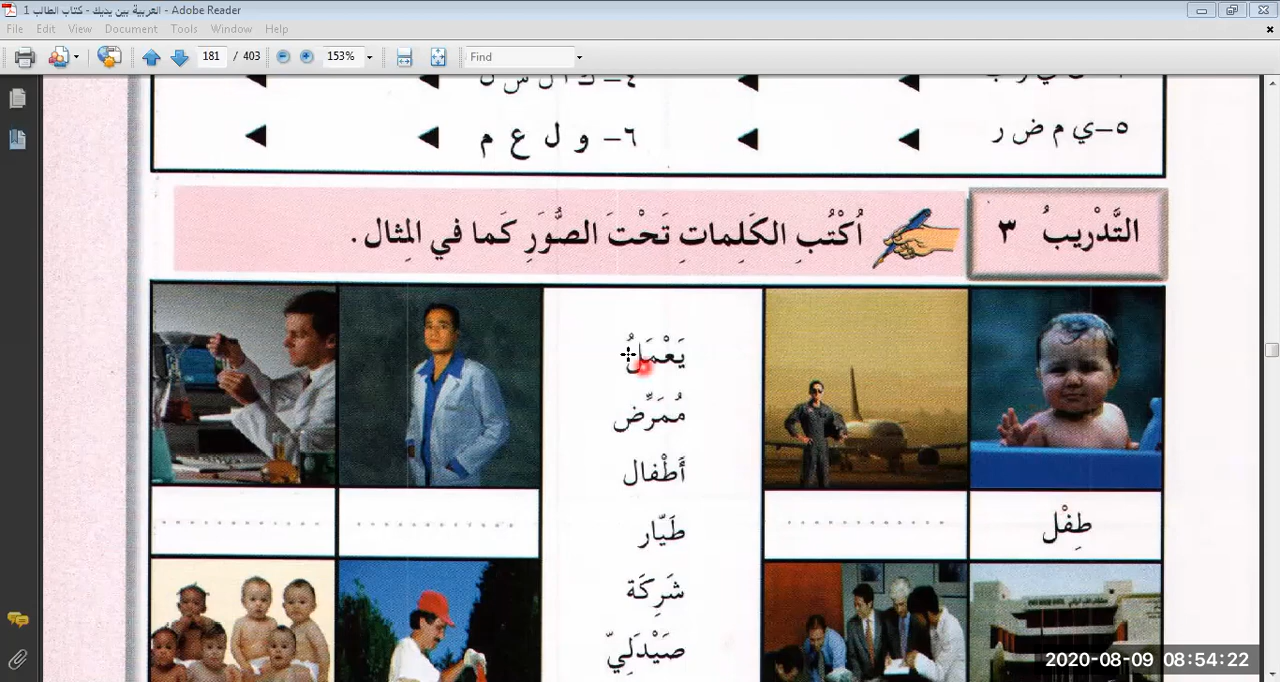 العربية بين يديك - كتاب الطالب 1 - Adobe Reader
File Edit View Document Tools Window Help
181 / 403 153% Find
٤- ك ا ل س ن
٥-ي م ض ر
٦- و ل ع م
التَّدْريبُ ٣
اُكْتُبِ الكَلِماتِ تَحْتَ الصُّوَرِ كَما في المِثال .
يَعْمَلُ
مُمَرِّض
أَطْفال
طَيّار
شَرِكَة
صَيْدَلِيّ
طِفْل
2020-08-09 08:54:22